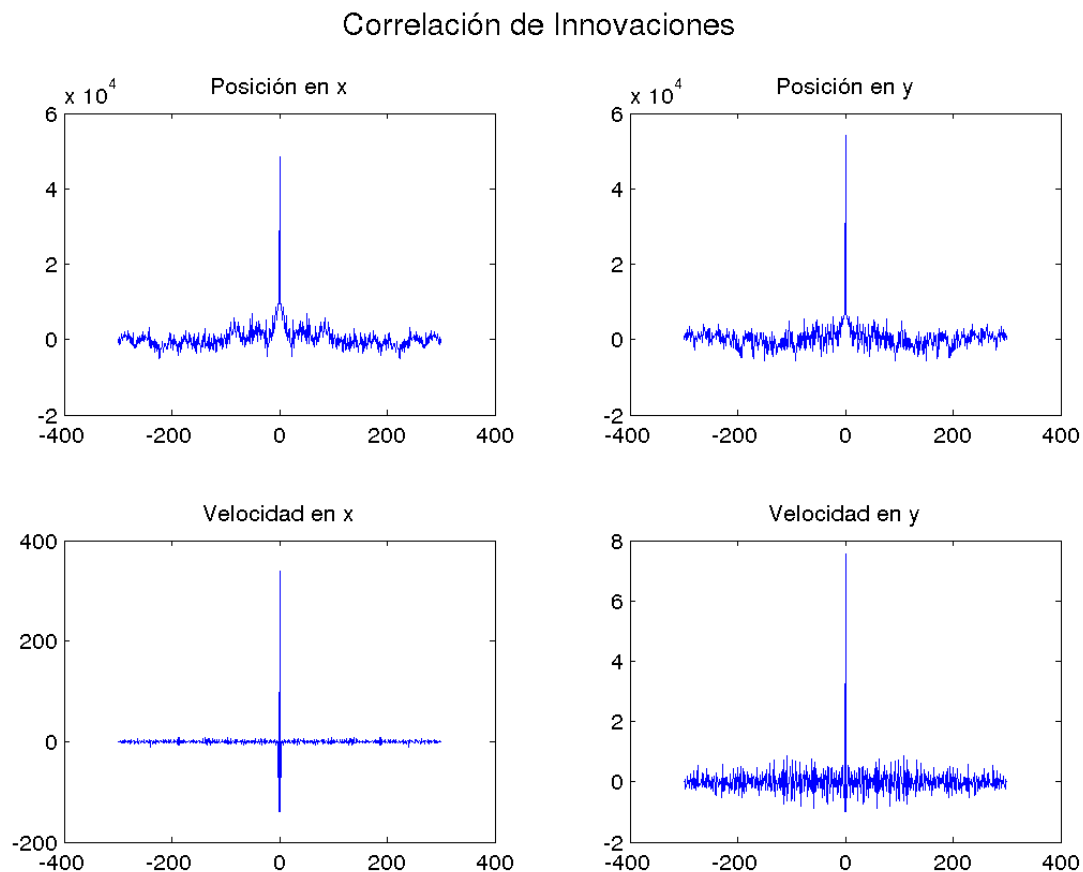 Correlación de Innovaciones
Posición en x
x 10^4
6
4
2
0
-2
-400 -200 0 200 400
Posición en y
x 10^4
6
4
2
0
-2
-400 -200 0 200 400
Velocidad en x
400
200
0
-200
-400 -200 0 200 400
Velocidad en y
8
6
4
2
0
-2
-400 -200 0 200 400